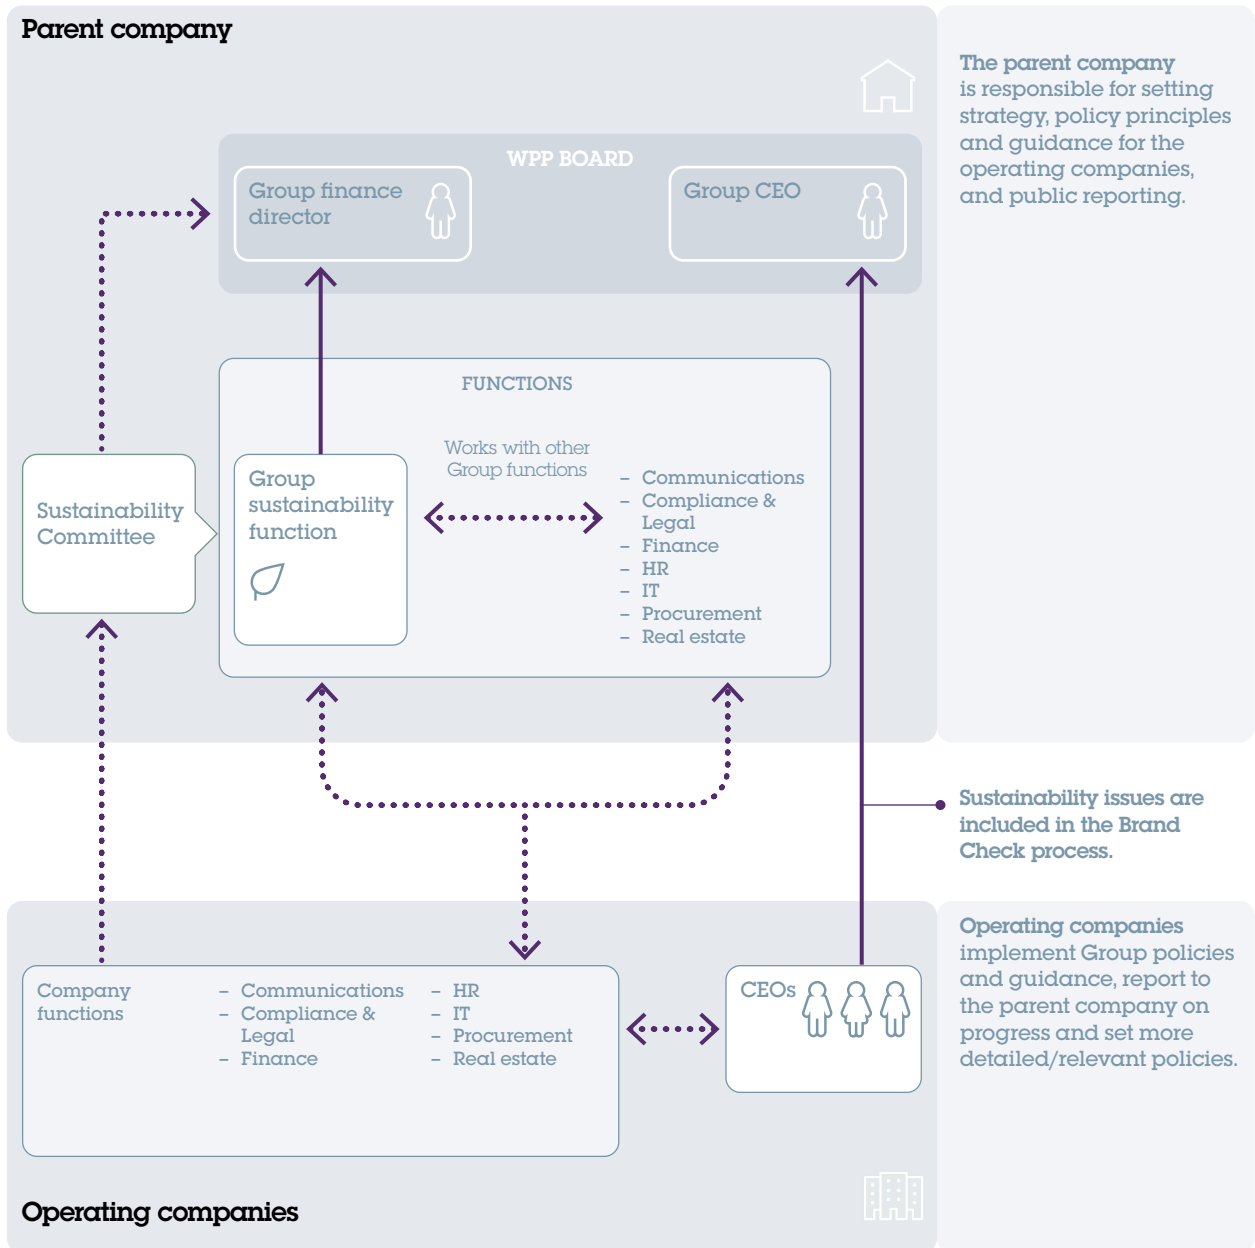 Parent company
The parent company
is responsible for setting
strategy, policy principles
and guidance for the
operating companies,
and public reporting.
WPP BOARD
Group finance
director
Group CEO
FUNCTIONS
Works with other
Group functions
Sustainability
Committee
Group
sustainability
function
– Communications
– Compliance &
Legal
– Finance
– HR
– IT
– Procurement
– Real estate
Sustainability issues are
included in the Brand
Check process.
Operating companies
implement Group policies
and guidance, report to
the parent company on
progress and set more
detailed/relevant policies.
Company
functions
– Communications
– Compliance &
Legal
– Finance
– HR
– IT
– Procurement
– Real estate
CEOs
Operating companies